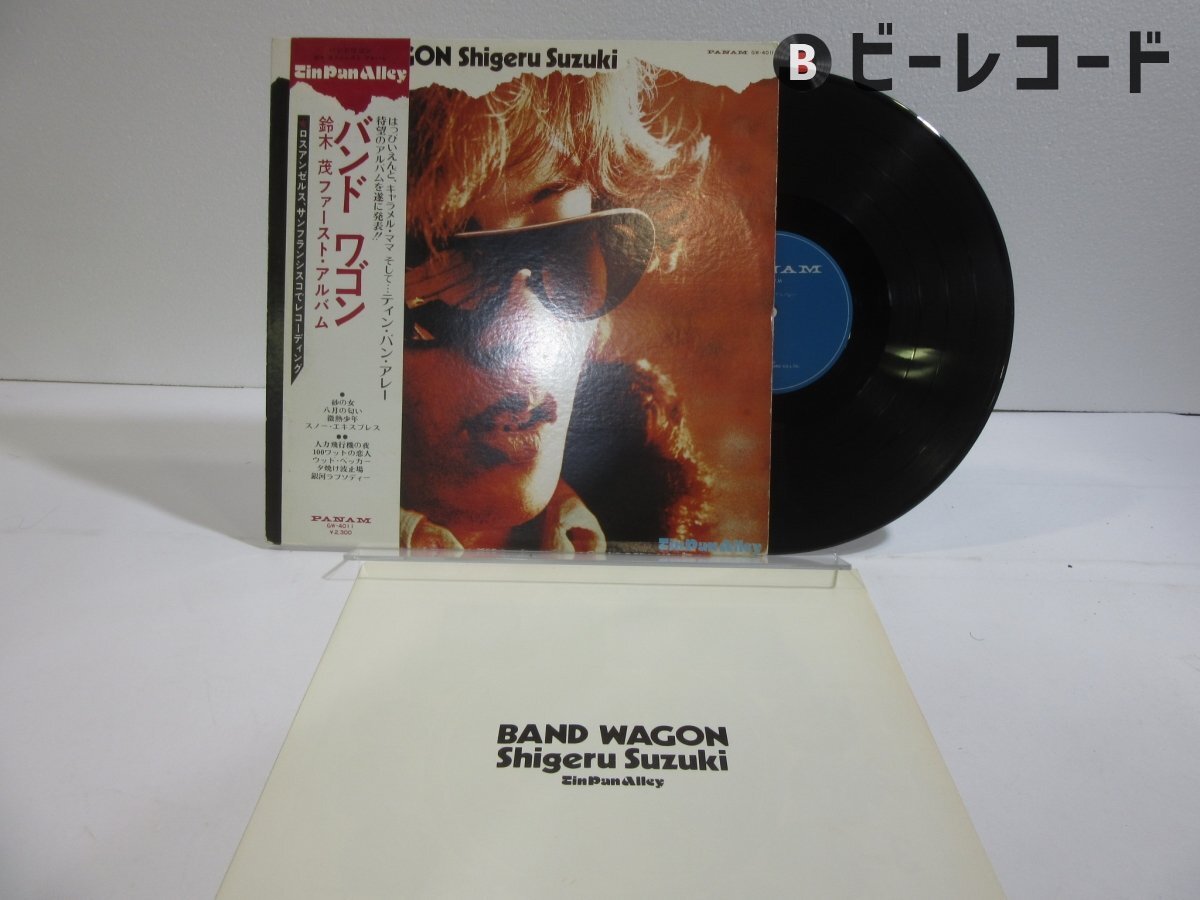 ビーレコード
B
GON Shigeru Suzuki
PANAM GW-4011
TinPanAlley
バンド ワゴン
鈴木 茂 ファースト・アルバム
ロスアンゼルス、サンフランシスコでレコーディング
はっぴいえんど、キャラメル・ママ そして…ティン・パン・アレー
待望のアルバムを遂に発表!!
●
砂の女
八月の匂い
微熱少年
スノー・エキスプレス
●●
人力飛行機の夜
100ワットの恋人
ウッド・ペッカー
夕焼け波止場
銀河ラプソディー
PANAM
GW-4011
¥2,300
TinPanAlley
NAM
BAND WAGON
Shigeru Suzuki
TinPanAlley